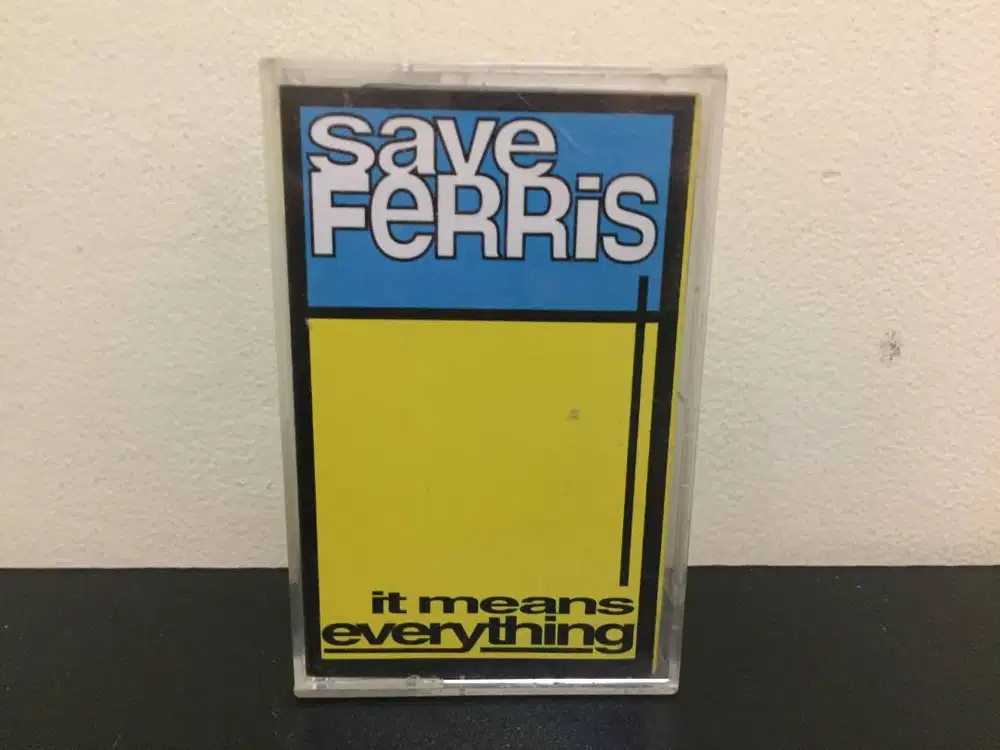 save
FeRRiS
it means
everything